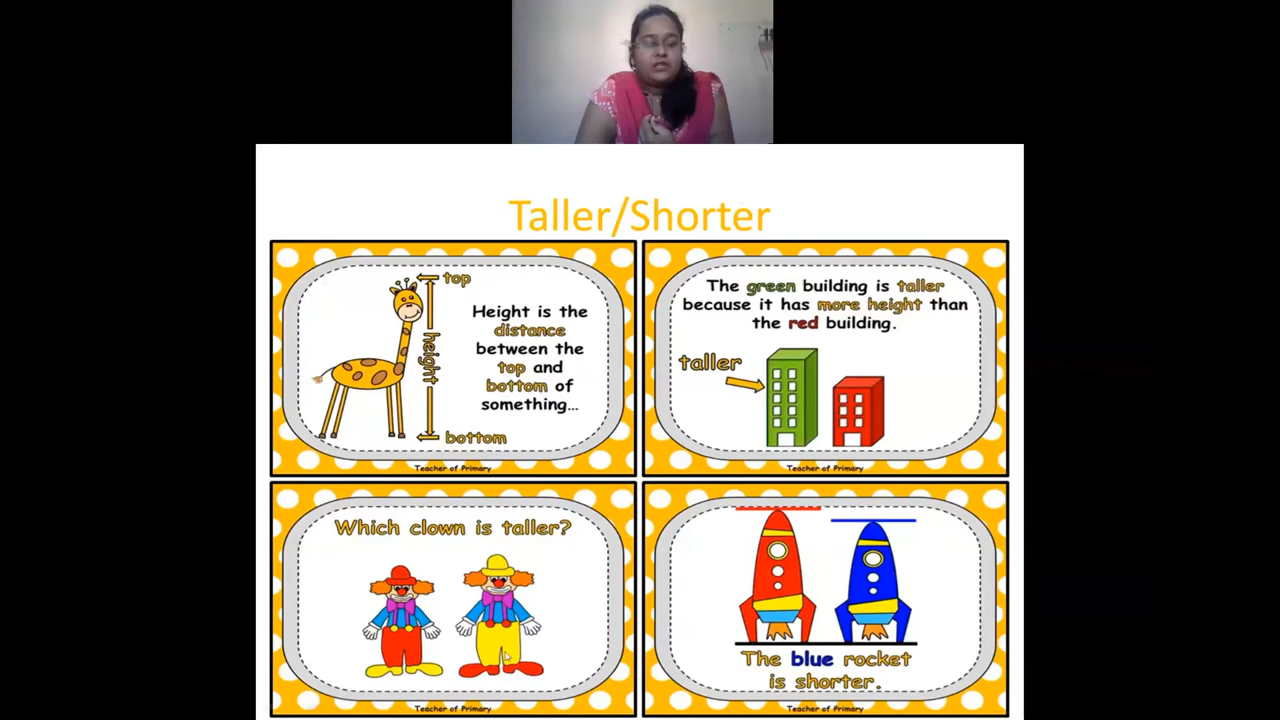 Taller/Shorter
top
height
bottom
Height is the
distance
between the
top and
bottom of
something...
Teacher of Primary
The green building is taller
because it has more height than
the red building.
taller
Teacher of Primary
Which clown is taller?
Teacher of Primary
The blue rocket
is shorter.
Teacher of Primary